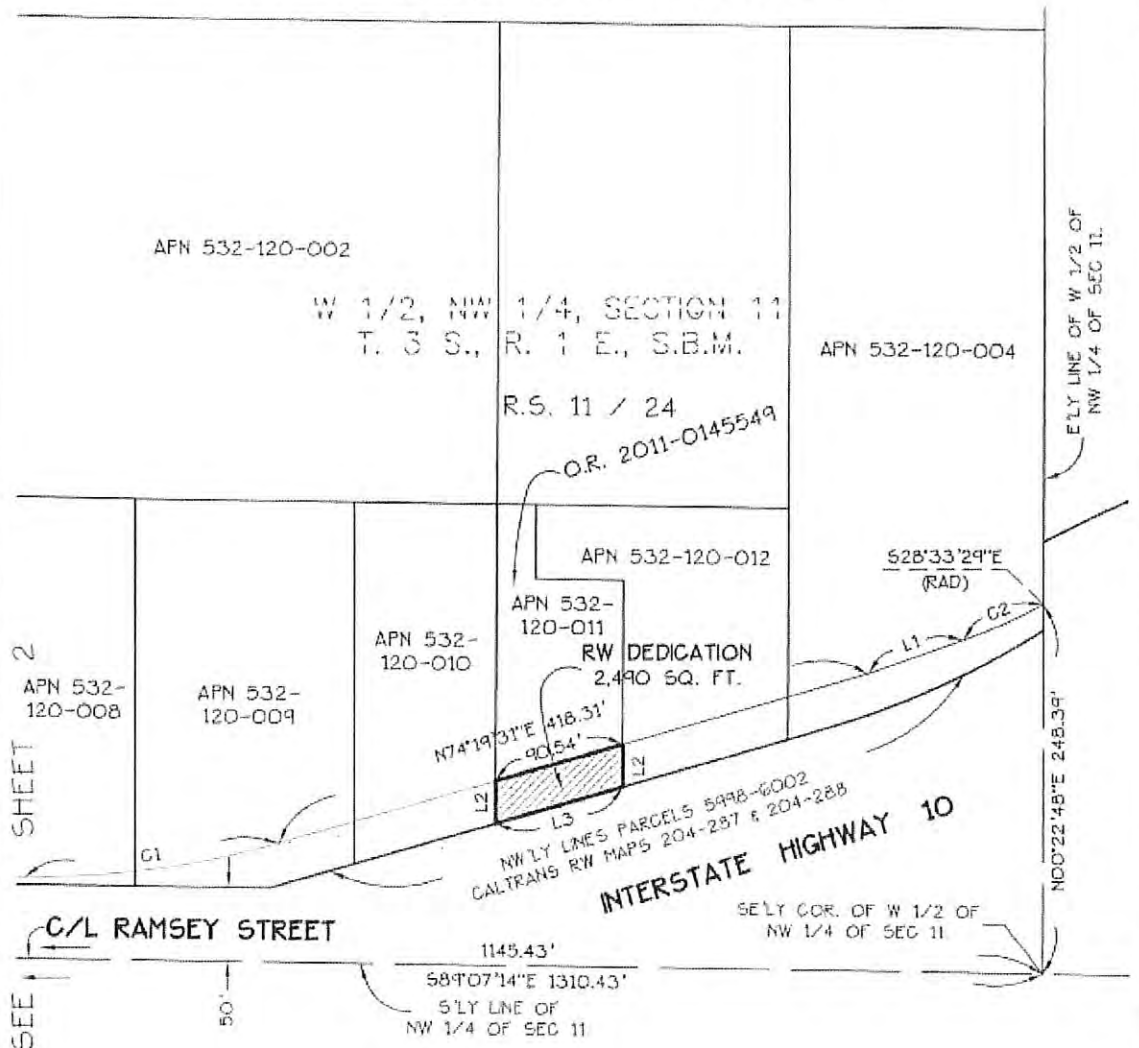 APN 532-120-002
W 1/2, NW 1/4, SECTION 11
T. 3 S., R. 1 E., S.B.M.
R.S. 11 / 24
O.R. 2011-0145549
APN 532-120-004
E'LY LINE OF W 1/2 OF
NW 1/4 OF SEC 11.
S28°33'29"E
(RAD)
APN 532-120-012
APN 532-
120-011
APN 532-
120-010
RW DEDICATION
2,490 SQ. FT.
APN 532-
120-008
APN 532-
120-009
C2
L1
N74°19'31"E 418.31'
90.54'
L2
L2
L3
C1
NW'LY LINES PARCELS 5998-6002
CALTRANS RW MAPS 204-287 & 204-288
INTERSTATE HIGHWAY 10
N00°22'48"E 248.39'
SEE SHEET 2
C/L RAMSEY STREET
SE'LY COR. OF W 1/2 OF
NW 1/4 OF SEC 11
1145.43'
S89°07'14"E 1310.43'
S'LY LINE OF
NW 1/4 OF SEC 11
50'